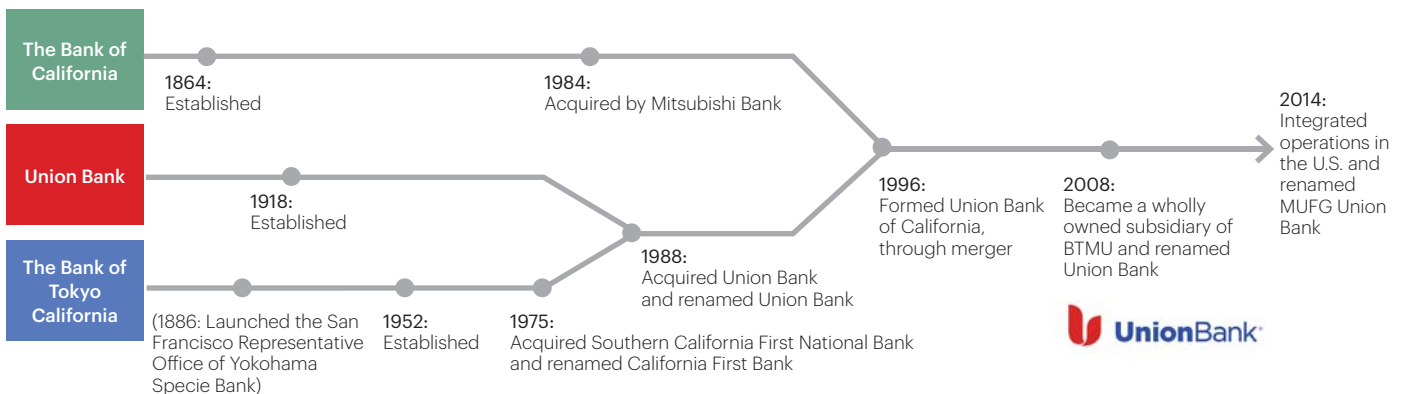 The Bank of
California
1864:
Established
1984:
Acquired by Mitsubishi Bank
Union Bank
1918:
Established
The Bank of
Tokyo
California
(1886: Launched the San
Francisco Representative
Office of Yokohama
Specie Bank)
1952:
Established
1975:
Acquired Southern California First National Bank
and renamed California First Bank
1988:
Acquired Union Bank
and renamed Union Bank
1996:
Formed Union Bank
of California,
through merger
2008:
Became a wholly
owned subsidiary of
BTMU and renamed
Union Bank
UnionBank
2014:
Integrated
operations in
the U.S. and
renamed
MUFG Union
Bank